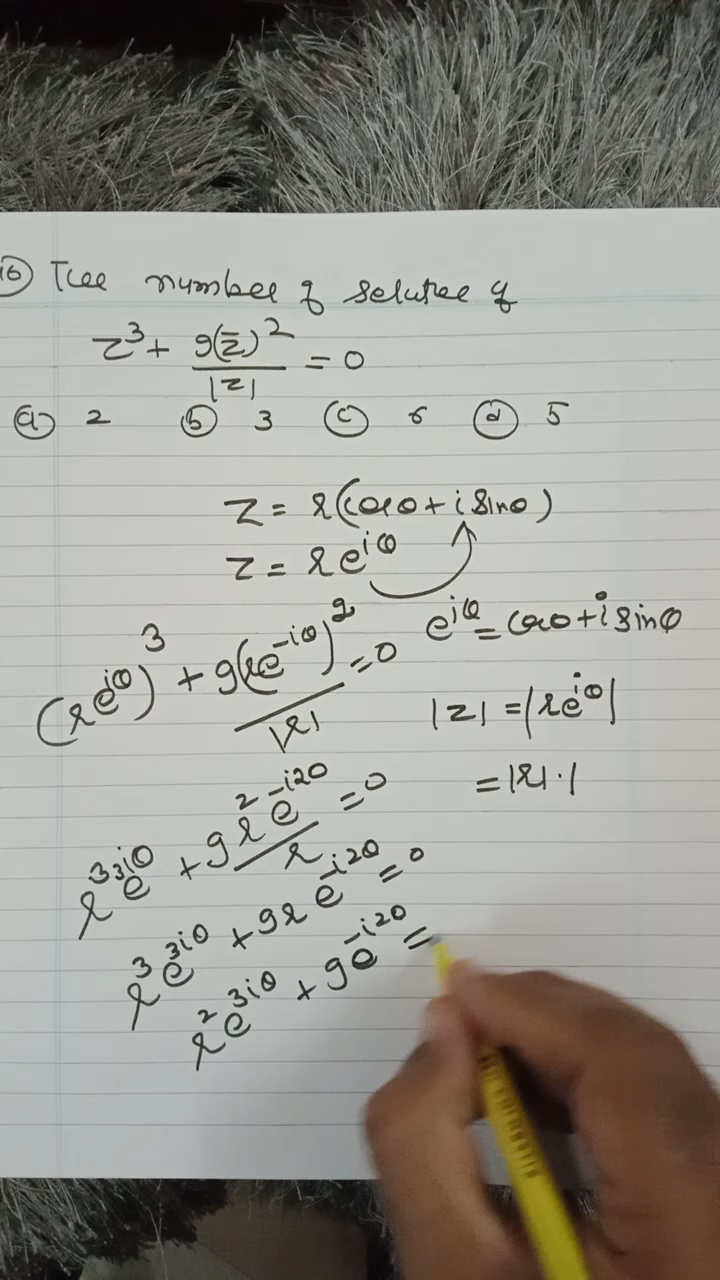 16 The number of solution of
z³ + 9(z̄)²/|z| = 0
a 2 b 3 c 6 d 5
z = r(cosθ + i sinθ)
z = re^{iθ}
e^{iθ} = cosθ + i sinθ
(re^{iθ})³ + 9(re^{-iθ})²/|r| = 0
|z| = |re^{iθ}|
= |r|·1
r³e^{3iθ} + 9r²e^{-i2θ}/r = 0
r³e^{3iθ} + 9re^{-i2θ} = 0
r²e^{3iθ} + 9e^{-i2θ} =